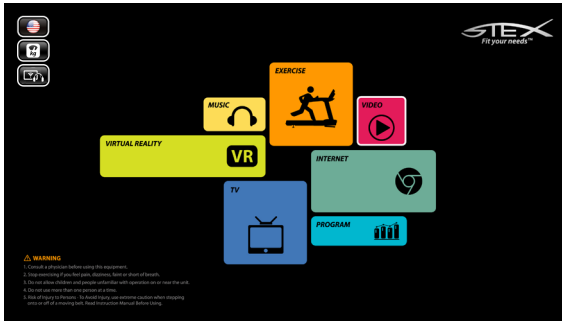 kg
STEX
Fit your needs™
EXERCISE
MUSIC
VIDEO
VIRTUAL REALITY
VR
INTERNET
TV
PROGRAM
WARNING
1. Consult a physician before using this equipment.
2. Stop exercising if you feel pain, dizziness, faint or short of breath.
3. Do not allow children and people unfamiliar with operation on or near the unit.
4. Do not use more than one person at a time.
5. Risk of Injury to Persons - To Avoid Injury, use extreme caution when stepping
onto or off of a moving belt. Read Instruction Manual Before Using.